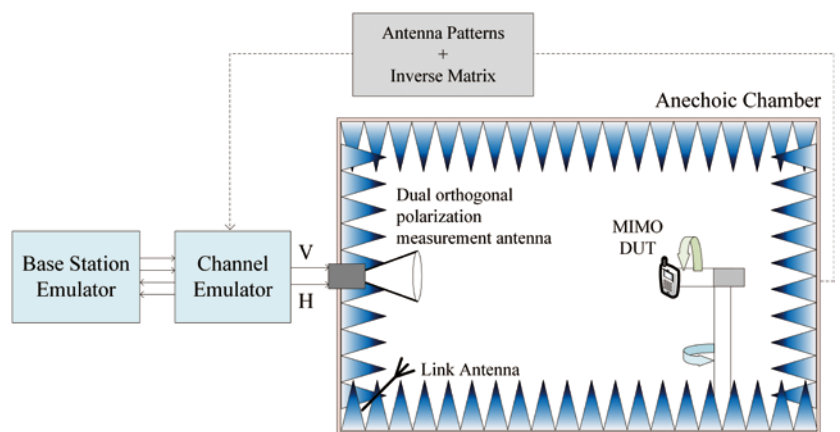 Antenna Patterns
+
Inverse Matrix
Anechoic Chamber
Dual orthogonal
polarization
measurement antenna
MIMO
DUT
V
Base Station
Emulator
Channel
Emulator
H
Link Antenna